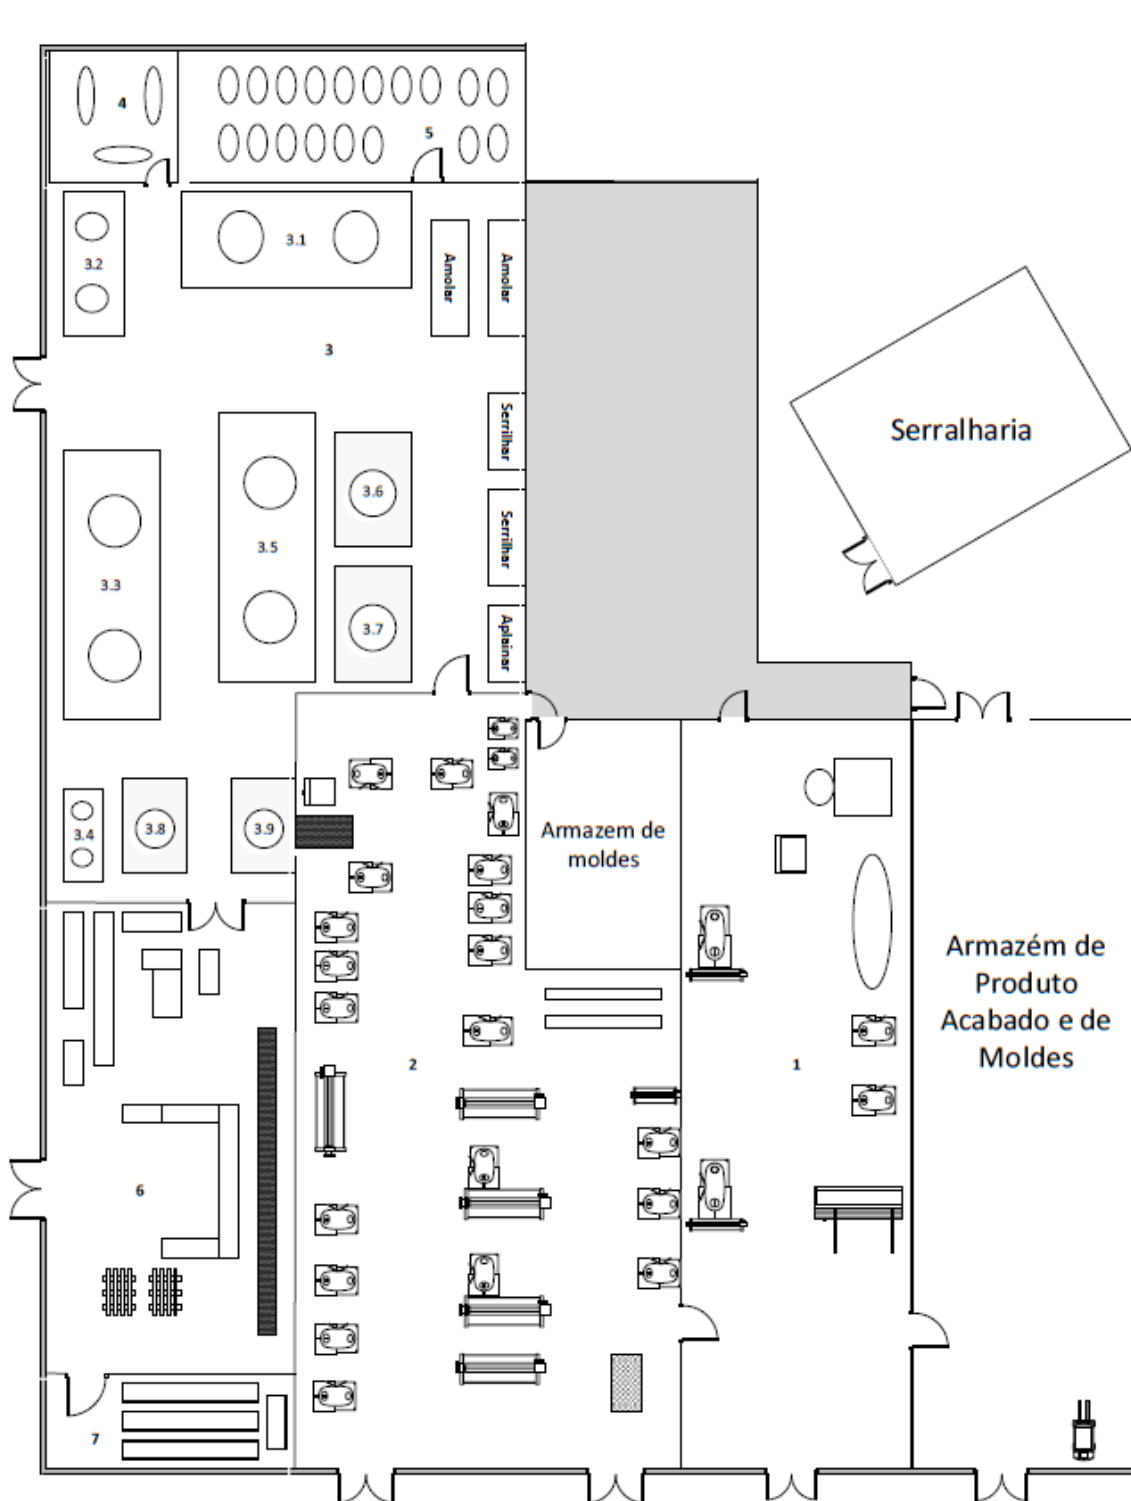 4
5
3.2
3.1
Amolar
Amolar
3
Serrilhar
Serralharia
3.6
Serrilhar
3.5
3.3
3.7
Aplainar
3.4
3.8
3.9
Armazem de
moldes
Armazém de
Produto
Acabado e de
Moldes
2
1
6
7